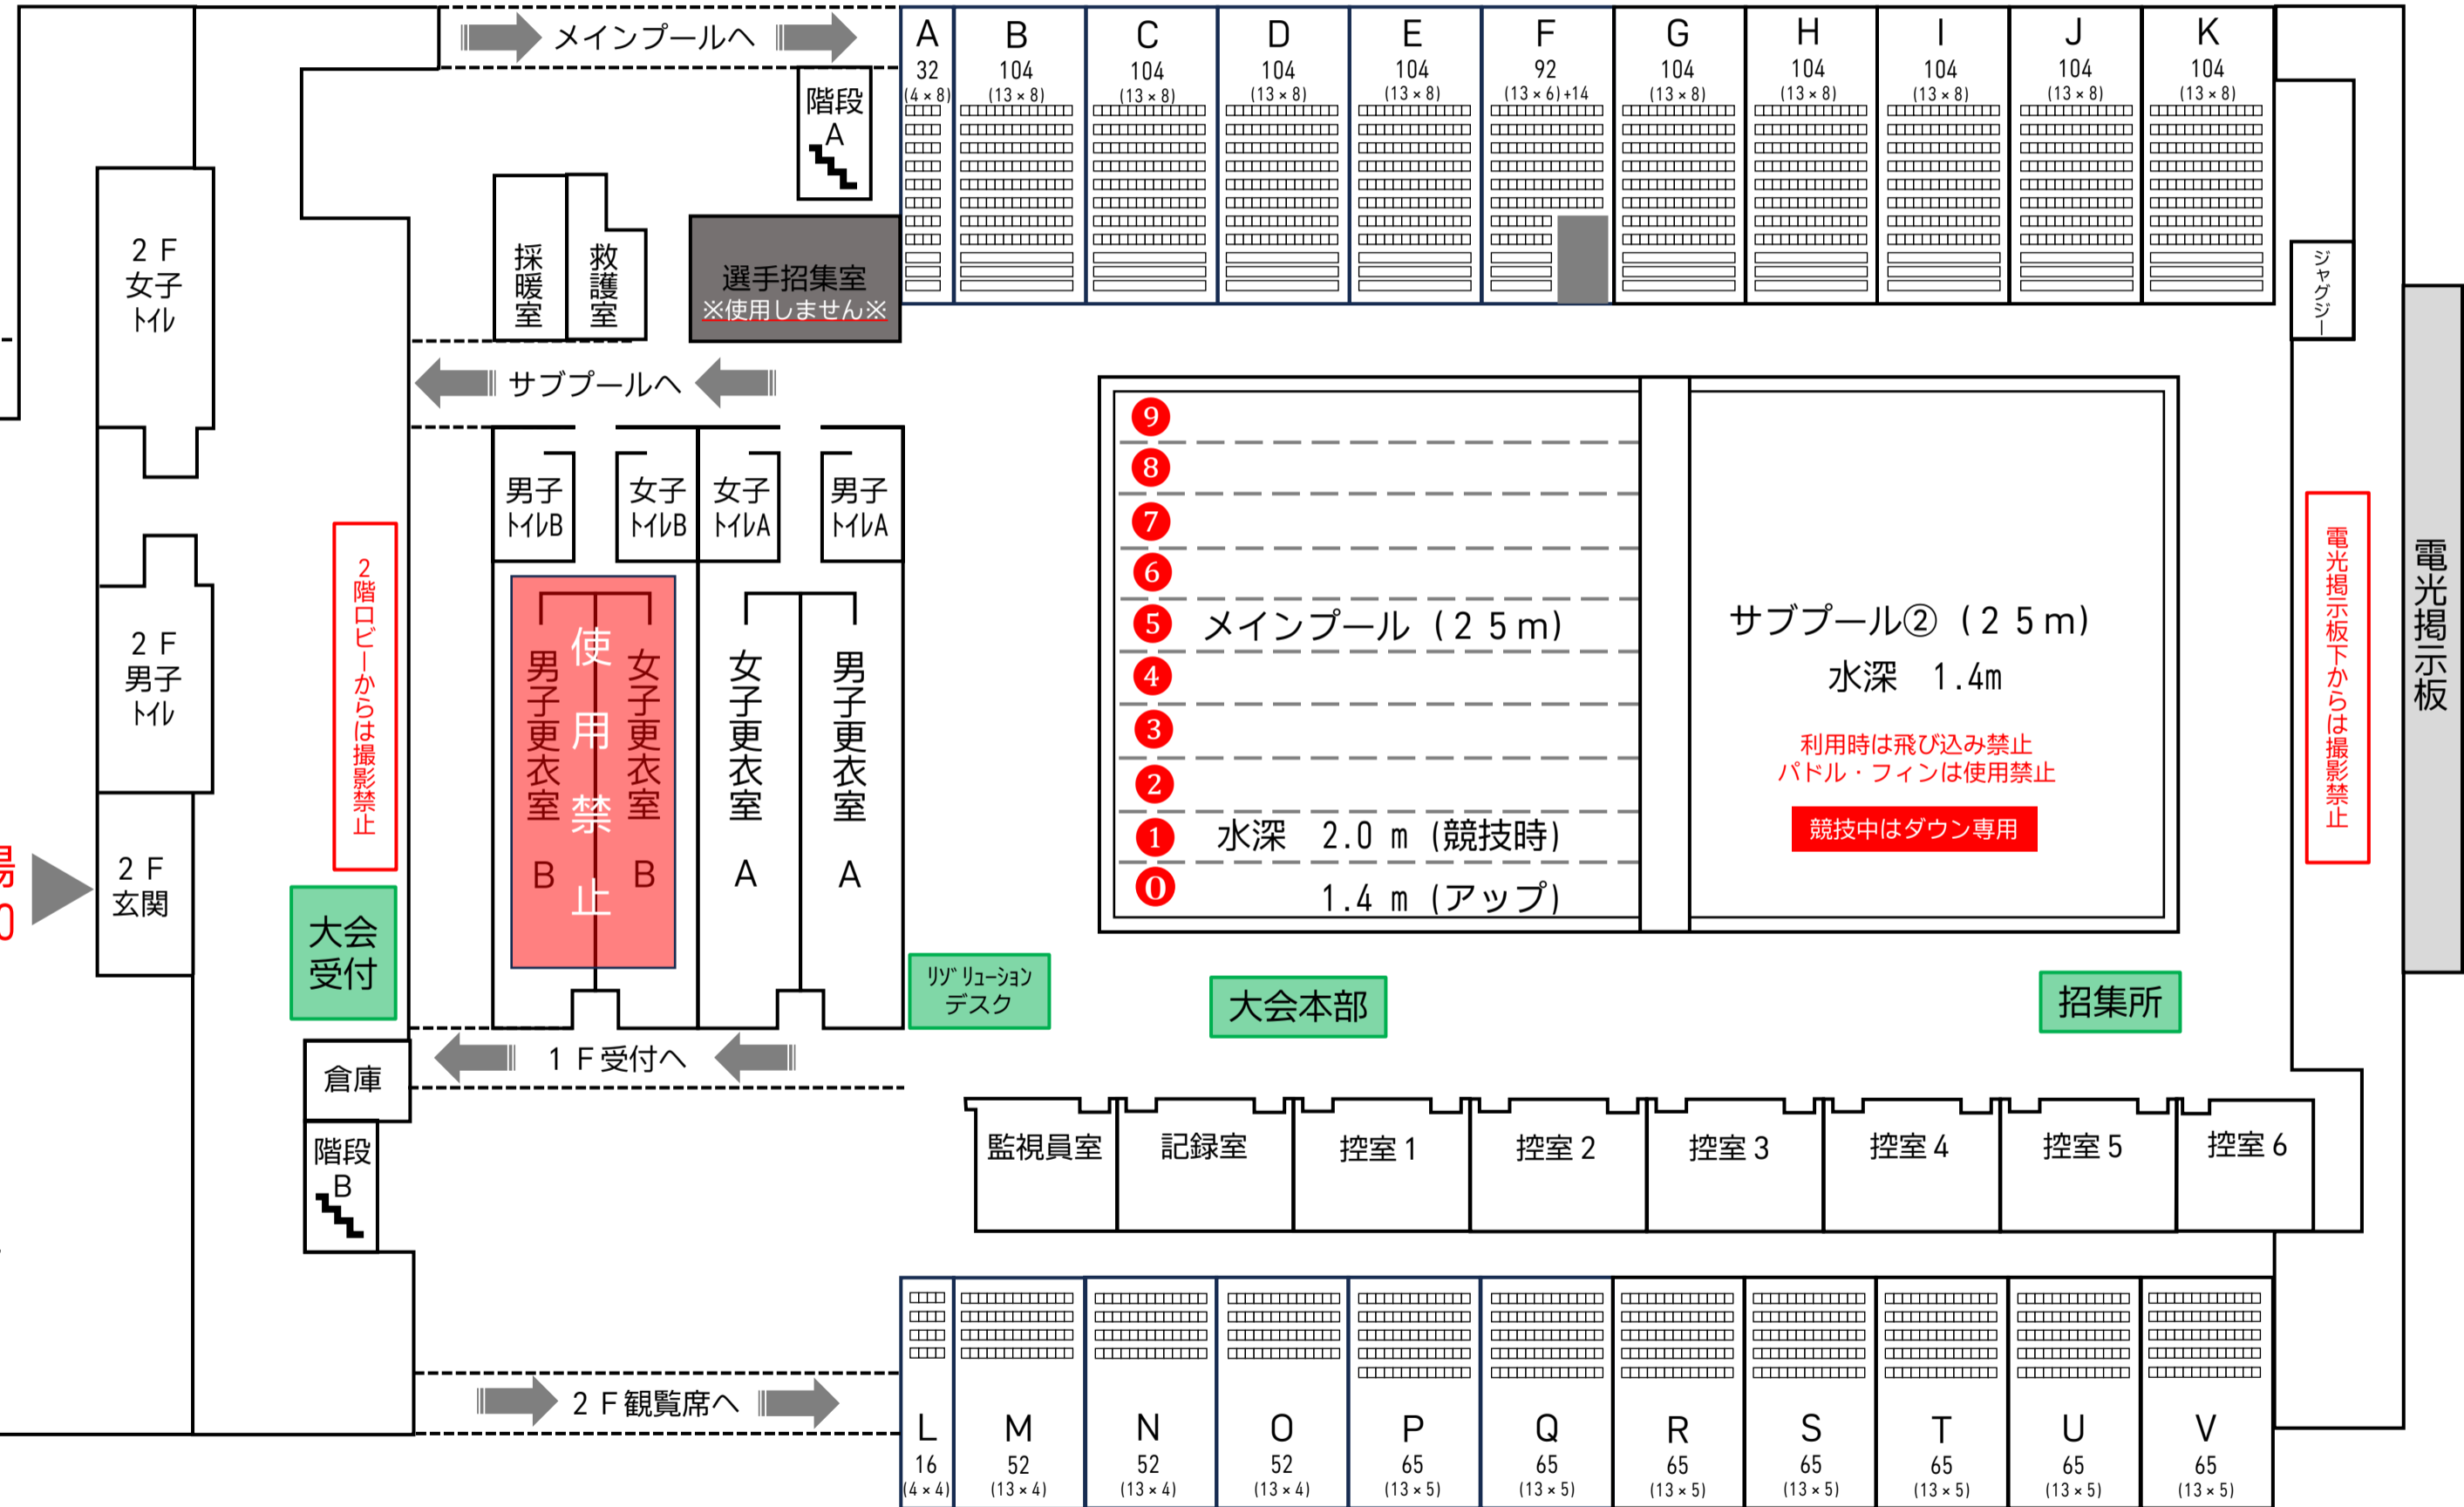 メインプールへ
A
32
(4×8)
B
104
(13×8)
C
104
(13×8)
D
104
(13×8)
E
104
(13×8)
F
92
(13×6)+14
G
104
(13×8)
H
104
(13×8)
I
104
(13×8)
J
104
(13×8)
K
104
(13×8)
階段
A
2F
女子
トイレ
採暖室
救護室
選手招集室
※使用しません※
ジャグジー
サブプールへ
男子
トイレB
女子
トイレB
女子
トイレA
男子
トイレA
2階ロビーからは撮影禁止
使用禁止
男子更衣室 B
女子更衣室 B
女子更衣室 A
男子更衣室 A
2F
男子
トイレ
2F
玄関
場
大会
受付
9
8
7
6
5
4
3
2
1
0
メインプール(25m)
水深 2.0 m (競技時)
1.4 m (アップ)
サブプール②(25m)
水深 1.4m
利用時は飛び込み禁止
パドル・フィンは使用禁止
競技中はダウン専用
電光掲示板下からは撮影禁止
電光掲示板
リゾリューション
デスク
大会本部
招集所
1F受付へ
倉庫
階段
B
監視員室
記録室
控室1
控室2
控室3
控室4
控室5
控室6
2F観覧席へ
L
16
(4×4)
M
52
(13×4)
N
52
(13×4)
O
52
(13×4)
P
65
(13×5)
Q
65
(13×5)
R
65
(13×5)
S
65
(13×5)
T
65
(13×5)
U
65
(13×5)
V
65
(13×5)